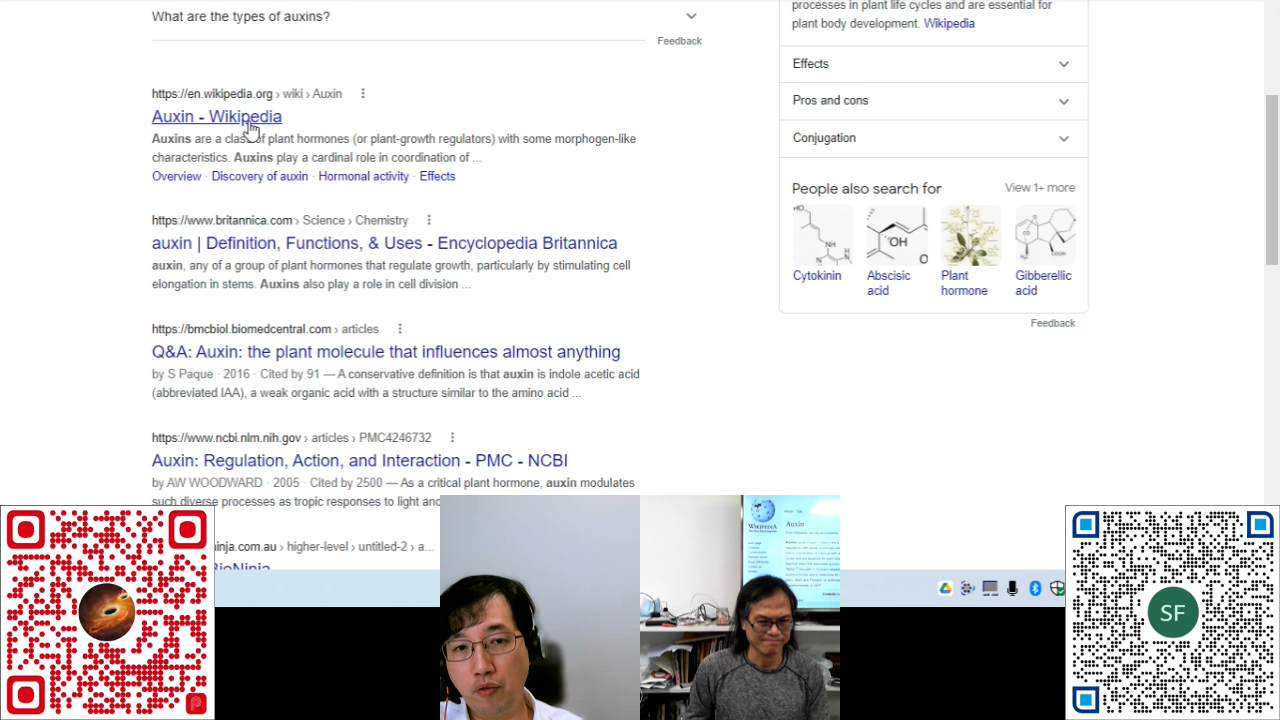 What are the types of auxins?
Feedback
https://en.wikipedia.org › wiki › Auxin
Auxin - Wikipedia
Auxins are a class of plant hormones (or plant-growth regulators) with some morphogen-like
characteristics. Auxins play a cardinal role in coordination of ...
Overview · Discovery of auxin · Hormonal activity · Effects
https://www.britannica.com › Science › Chemistry
auxin | Definition, Functions, & Uses - Encyclopedia Britannica
auxin, any of a group of plant hormones that regulate growth, particularly by stimulating cell
elongation in stems. Auxins also play a role in cell division ...
https://bmcbiol.biomedcentral.com › articles
Q&A: Auxin: the plant molecule that influences almost anything
by S Paque · 2016 · Cited by 91 — A conservative definition is that auxin is indole acetic acid
(abbreviated IAA), a weak organic acid with a structure similar to the amino acid ...
https://www.ncbi.nlm.nih.gov › articles › PMC4246732
Auxin: Regulation, Action, and Interaction - PMC - NCBI
by AW WOODWARD · 2005 · Cited by 2500 — As a critical plant hormone, auxin modulates
such diverse processes as tropic responses to light and
inja.com.au › higher-level › untitled-2 › a...
BioNinja
processes in plant life cycles and are essential for
plant body development. Wikipedia
Effects
Pros and cons
Conjugation
People also search for
View 1+ more
HO
NH
N
H
OH
O
COOH
Cytokinin
Abscisic
acid
Plant
hormone
Gibberellic
acid
Feedback
WIKIPEDIA
Auxin
SF